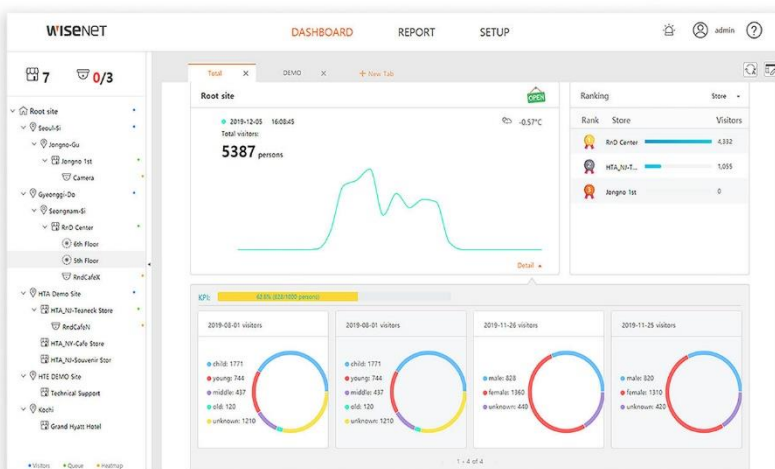 WISENET
DASHBOARD
REPORT
SETUP
admin
?
7
0/3
Root site
Seoul-Si
Jongno-Gu
Jongno 1st
Camera
Gyeonggi-Do
Seongnam-Si
RnD Center
6th Floor
5th Floor
RndCafeX
HTA Demo Site
HTA_NJ-Teaneck Store
RndCafeN
HTA_NY-Cafe Store
HTA_NJ-Souvenir Stor
HTE DEMO Site
Technical Support
Kochi
Grand Hyatt Hotel
Visitors
Queue
Heatmap
Total X
DEMO X
+ New Tab
Root site
OPEN
2019-12-05 16:08:45
-0.57°C
Total visitors:
5387 persons
Detail
Ranking
Store
Rank Store Visitors
1 RnD Center 4,332
2 HTA_NJ-T... 1,055
3 Jongno 1st 0
KPI:
2019-08-01 visitors
child: 1771
young: 744
middle: 437
old: 120
unknown: 1210
2019-08-01 visitors
child: 1771
young: 744
middle: 437
old: 120
unknown: 1210
2019-11-26 visitors
male: 828
female: 1360
unknown: 440
2019-11-25 visitors
male: 820
female: 1310
unknown: 420
1 - 4 of 4